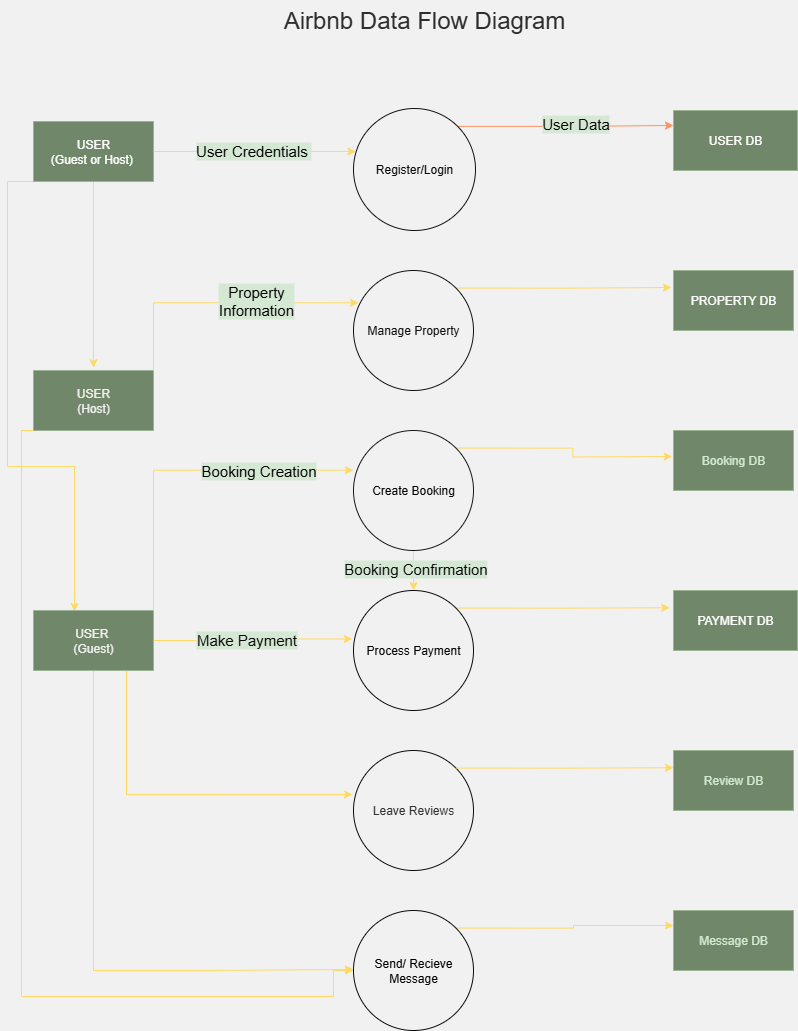 Airbnb Data Flow Diagram
USER
(Guest or Host)
User Credentials
Register/Login
User Data
USER DB
Property
Information
Manage Property
PROPERTY DB
USER
(Host)
Booking Creation
Create Booking
Booking DB
Booking Confirmation
USER
(Guest)
Make Payment
Process Payment
PAYMENT DB
Leave Reviews
Review DB
Send/ Recieve
Message
Message DB